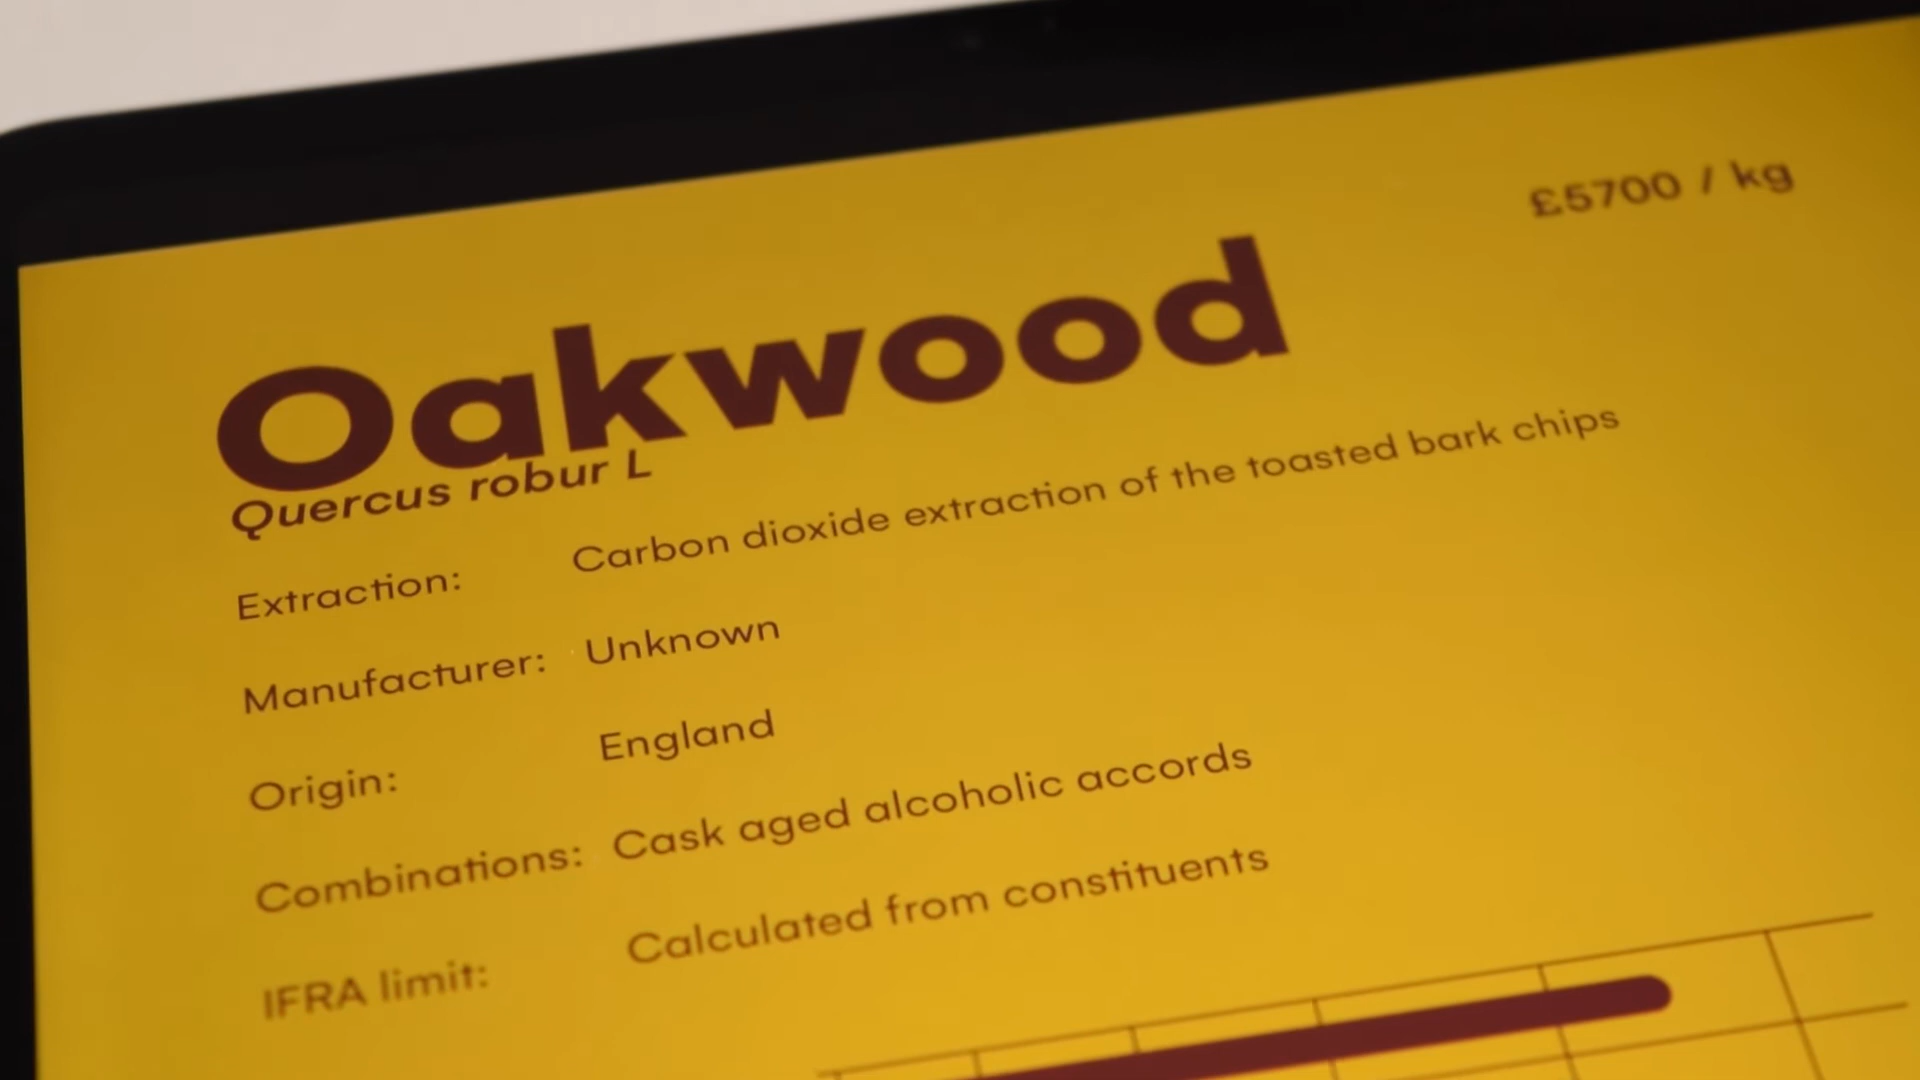 £5700 / kg
Oakwood
Quercus robur L
Extraction: Carbon dioxide extraction of the toasted bark chips
Manufacturer: Unknown
Origin: England
Combinations: Cask aged alcoholic accords
IFRA limit: Calculated from constituents